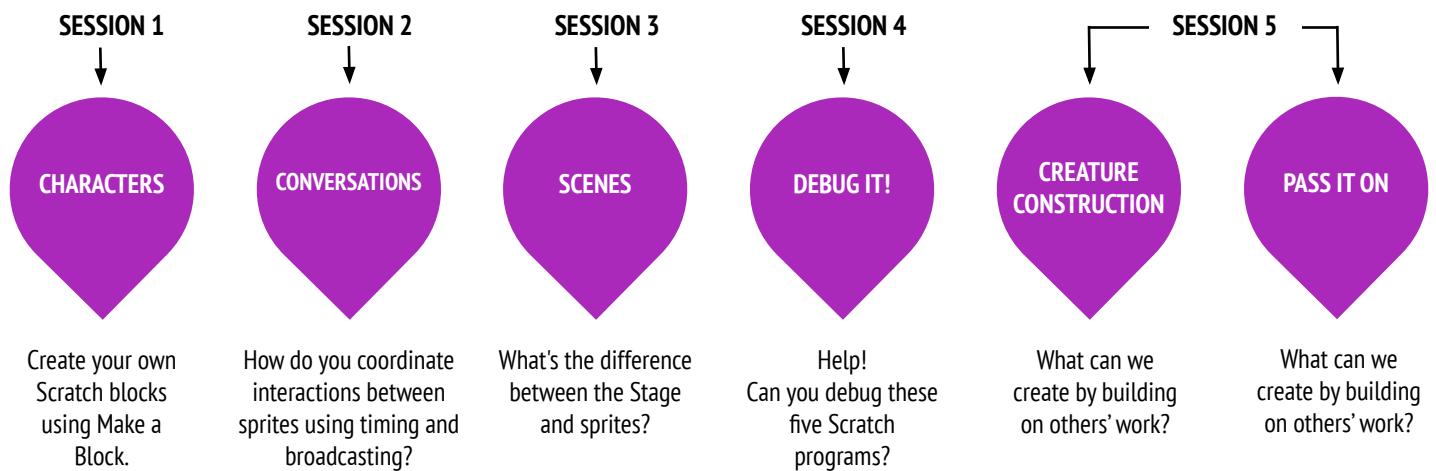 SESSION 1
SESSION 2
SESSION 3
SESSION 4
SESSION 5
CHARACTERS
CONVERSATIONS
SCENES
DEBUG IT!
CREATURE
CONSTRUCTION
PASS IT ON
Create your own
Scratch blocks
using Make a
Block.
How do you coordinate
interactions between
sprites using timing and
broadcasting?
What's the difference
between the Stage
and sprites?
Help!
Can you debug these
five Scratch
programs?
What can we
create by building
on others’ work?
What can we
create by building
on others’ work?